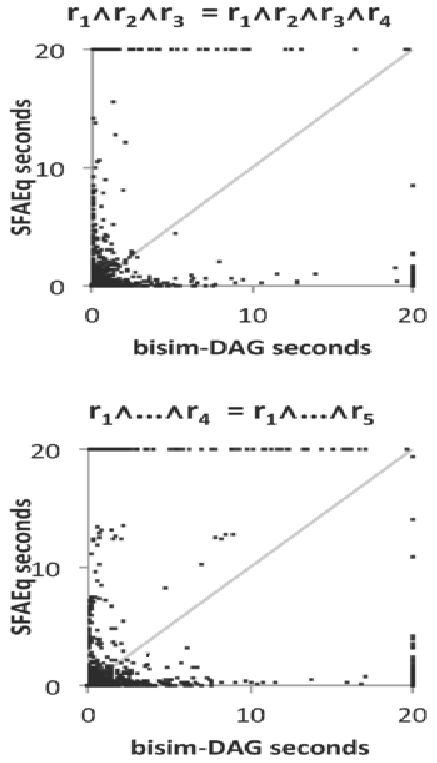 r₁∧r₂∧r₃ = r₁∧r₂∧r₃∧r₄
20
10
0
SFAEq seconds
0 10 20
bisim-DAG seconds
r₁∧...∧r₄ = r₁∧...∧r₅
20
10
0
SFAEq seconds
0 10 20
bisim-DAG seconds